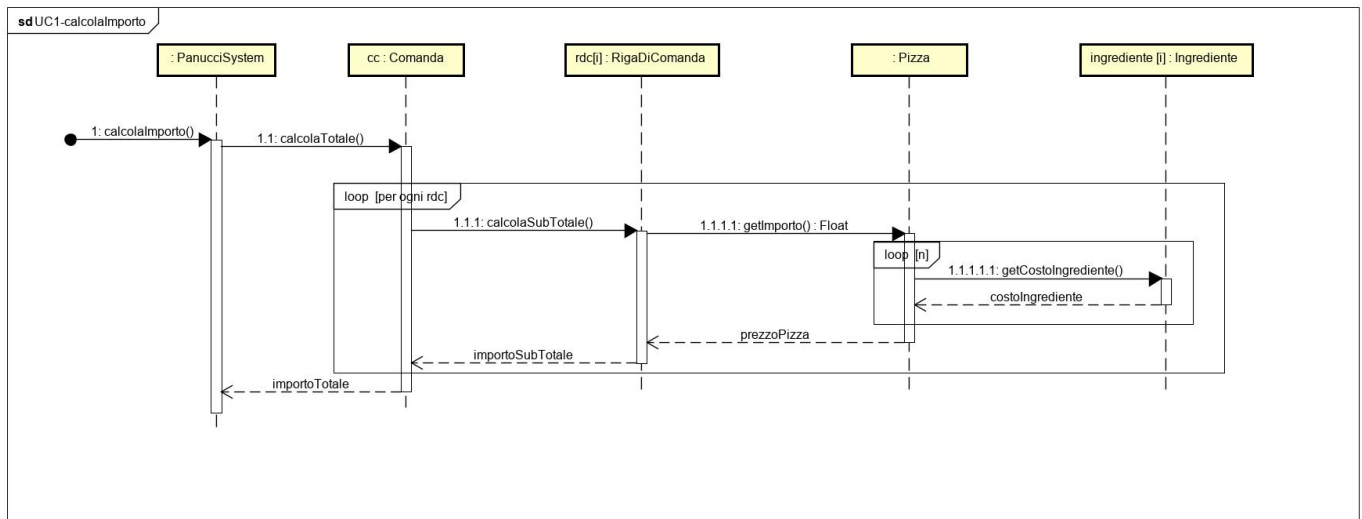 sd UC1-calcolaImporto
: PanucciSystem
cc : Comanda
rdc[i] : RigaDiComanda
: Pizza
ingrediente [i] : Ingrediente
1: calcolaImporto()
1.1: calcolaTotale()
loop [per ogni rdc]
1.1.1: calcolaSubTotale()
1.1.1.1: getImporto() : Float
loop [n]
1.1.1.1.1: getCostoIngrediente()
costoIngrediente
prezzoPizza
importoSubTotale
importoTotale